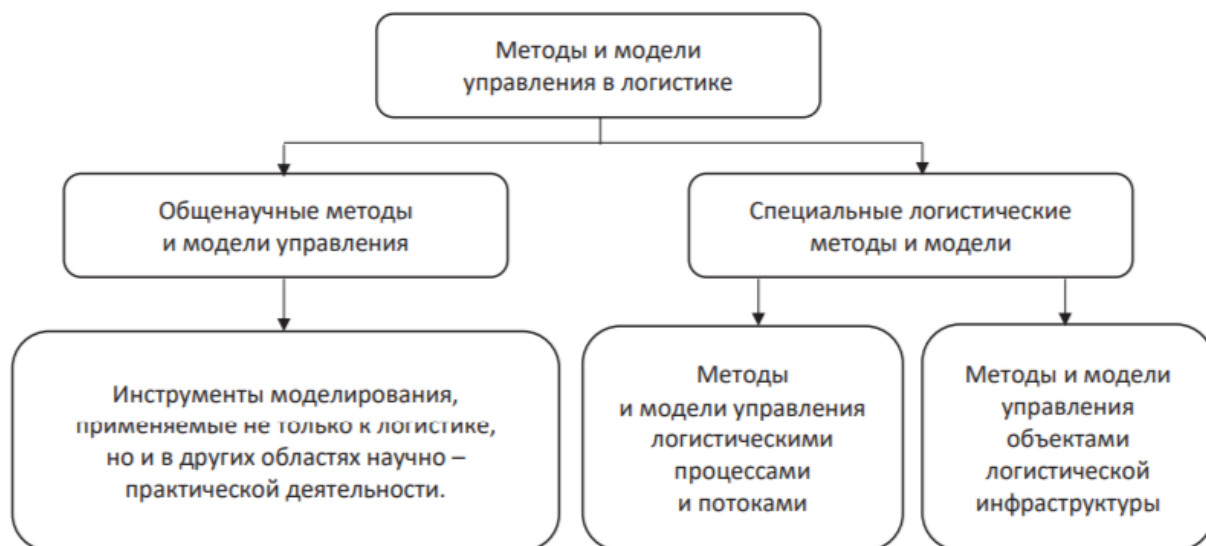 Методы и модели
управления в логистике
Общенаучные методы
и модели управления
Специальные логистические
методы и модели
Инструменты моделирования,
применяемые не только к логистике,
но и в других областях научно –
практической деятельности.
Методы
и модели управления
логистическими
процессами
и потоками
Методы и модели
управления
объектами
логистической
инфраструктуры